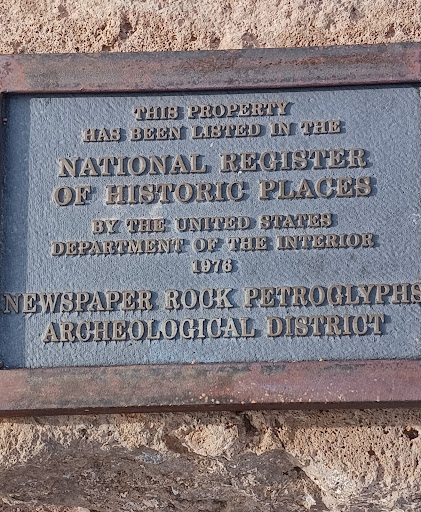 THIS PROPERTY
HAS BEEN LISTED IN THE
NATIONAL REGISTER
OF HISTORIC PLACES
BY THE UNITED STATES
DEPARTMENT OF THE INTERIOR
1976
NEWSPAPER ROCK PETROGLYPHS
ARCHEOLOGICAL DISTRICT